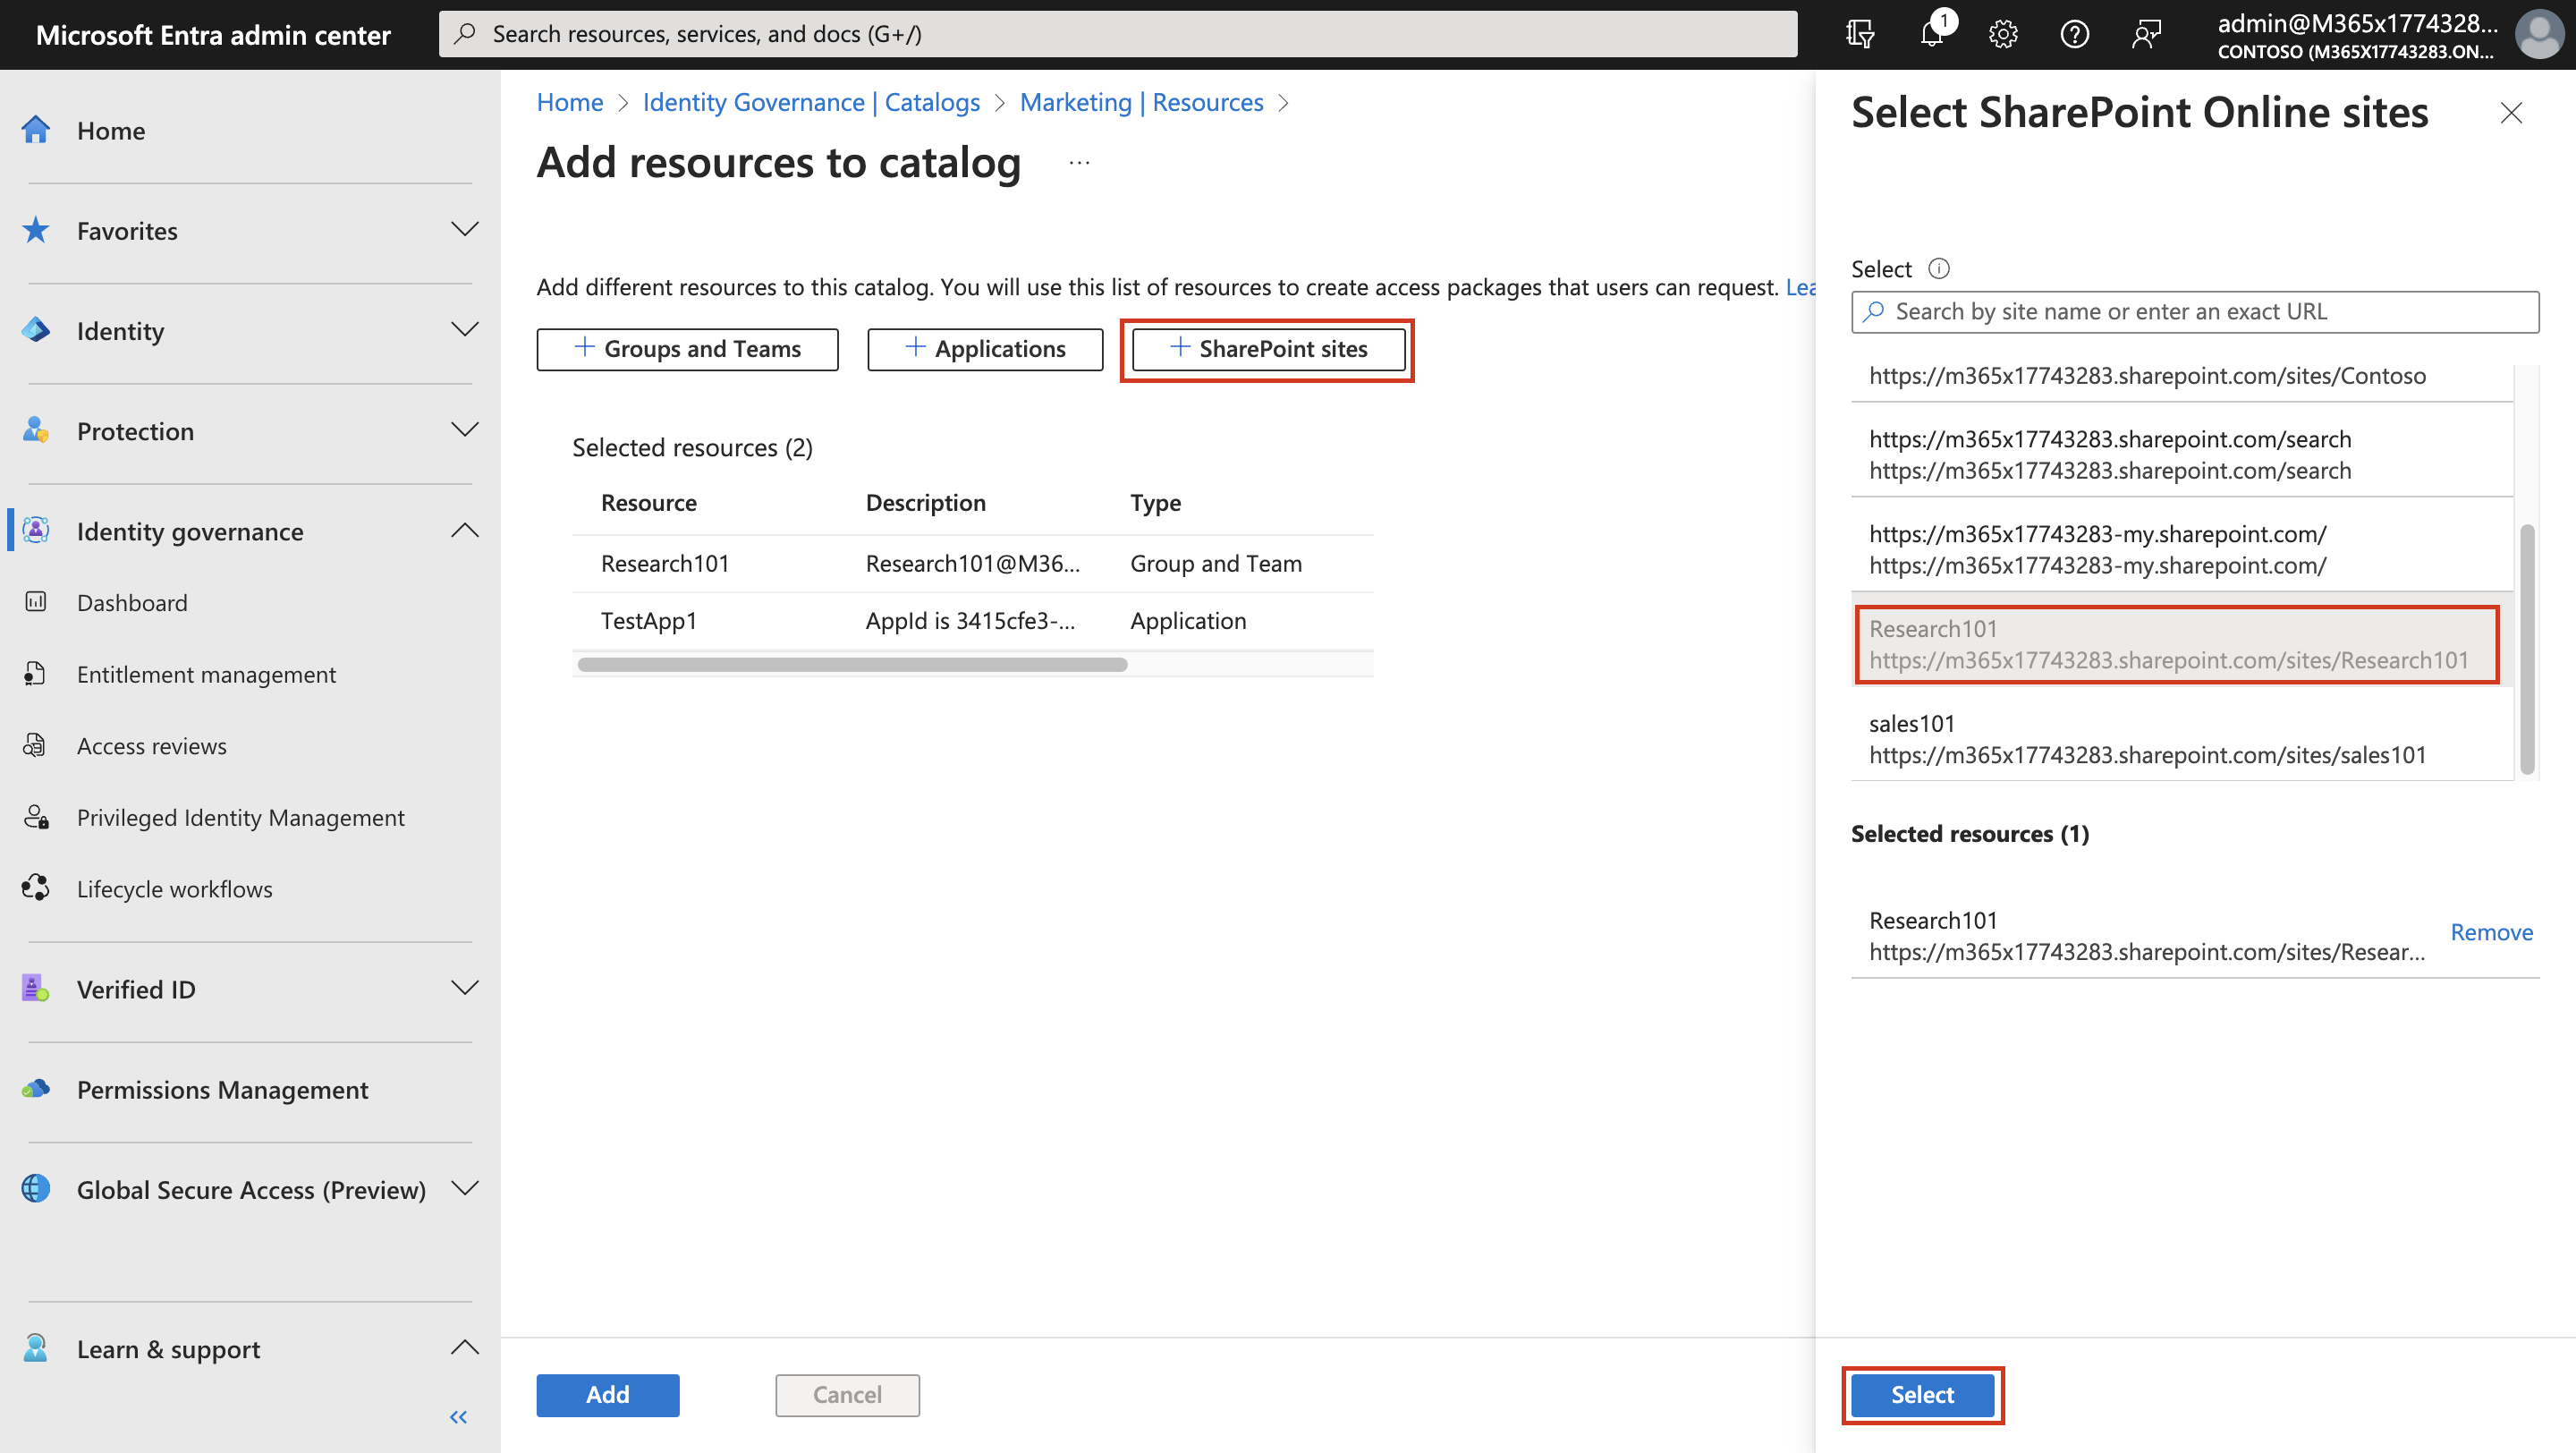 Microsoft Entra admin center
Search resources, services, and docs (G+/)
1
admin@M365x1774328...
CONTOSO (M365X17743283.ON...
Home
Favorites
Identity
Protection
Identity governance
Dashboard
Entitlement management
Access reviews
Privileged Identity Management
Lifecycle workflows
Verified ID
Permissions Management
Global Secure Access (Preview)
Learn & support
Home > Identity Governance | Catalogs > Marketing | Resources >
Add resources to catalog ...
Add different resources to this catalog. You will use this list of resources to create access packages that users can request. Lea
+ Groups and Teams
+ Applications
+ SharePoint sites
Selected resources (2)
Resource Description Type
Research101 Research101@M36... Group and Team
TestApp1 AppId is 3415cfe3-... Application
Add
Cancel
Select SharePoint Online sites
Select
Search by site name or enter an exact URL
https://m365x17743283.sharepoint.com/sites/Contoso
https://m365x17743283.sharepoint.com/search
https://m365x17743283.sharepoint.com/search
https://m365x17743283-my.sharepoint.com/
https://m365x17743283-my.sharepoint.com/
Research101
https://m365x17743283.sharepoint.com/sites/Research101
sales101
https://m365x17743283.sharepoint.com/sites/sales101
Selected resources (1)
Research101
https://m365x17743283.sharepoint.com/sites/Resear...
Remove
Select